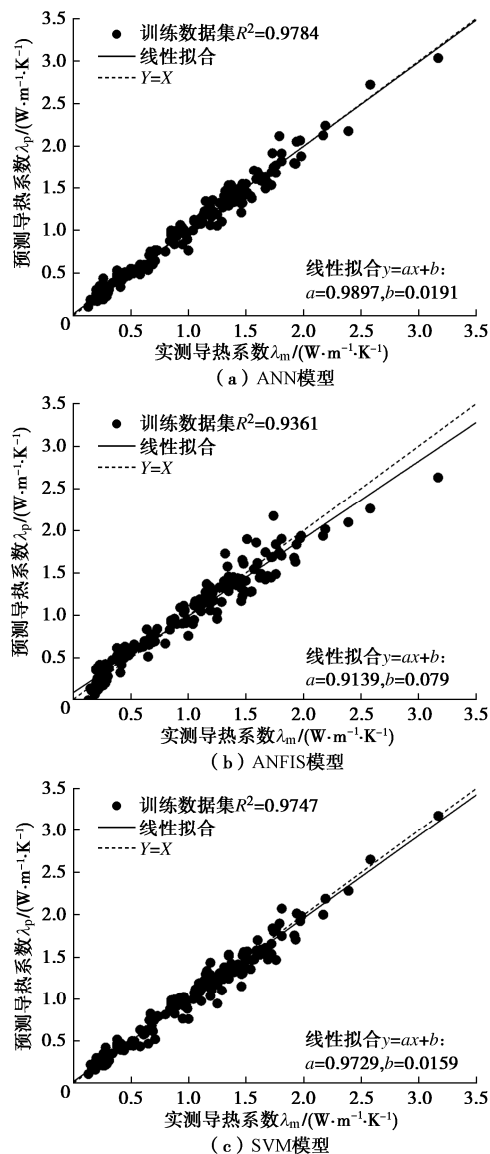 3.5
3.0
2.5
2.0
1.5
1.0
0.5
0
0.5 1.0 1.5 2.0 2.5 3.0 3.5
预测导热系数λp/(W·m⁻¹·K⁻¹)
训练数据集R²=0.9784
线性拟合
Y=X
线性拟合y=ax+b:
a=0.9897,b=0.0191
实测导热系数λm/(W·m⁻¹·K⁻¹)
(a)ANN模型
3.5
3.0
2.5
2.0
1.5
1.0
0.5
0
0.5 1.0 1.5 2.0 2.5 3.0 3.5
预测导热系数λp/(W·m⁻¹·K⁻¹)
训练数据集R²=0.9361
线性拟合
Y=X
线性拟合y=ax+b:
a=0.9139,b=0.079
实测导热系数λm/(W·m⁻¹·K⁻¹)
(b)ANFIS模型
3.5
3.0
2.5
2.0
1.5
1.0
0.5
0
0.5 1.0 1.5 2.0 2.5 3.0 3.5
预测导热系数λp/(W·m⁻¹·K⁻¹)
训练数据集R²=0.9747
线性拟合
Y=X
线性拟合y=ax+b:
a=0.9729,b=0.0159
实测导热系数λm/(W·m⁻¹·K⁻¹)
(c)SVM模型